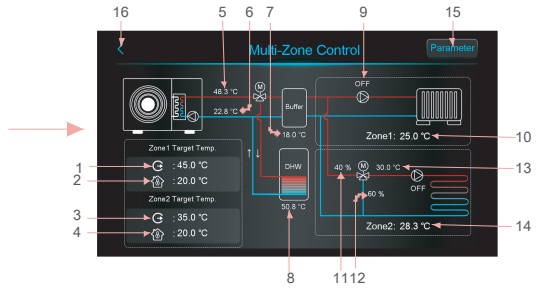 16 5 6 7 9 15
Multi-Zone Control
Parameter
OFF
M
48.3 °C
22.8 °C
Buffer
18.0 °C
Zone1: 25.0 °C
10
Zone1 Target Temp.
1 : 45.0 °C
2 : 20.0 °C
Zone2 Target Temp.
3 : 35.0 °C
4 : 20.0 °C
↑ ↓
DHW
50.8 °C
8
M
40 %
30.0 °C
13
60 %
OFF
Zone2: 28.3 °C
14
11 12